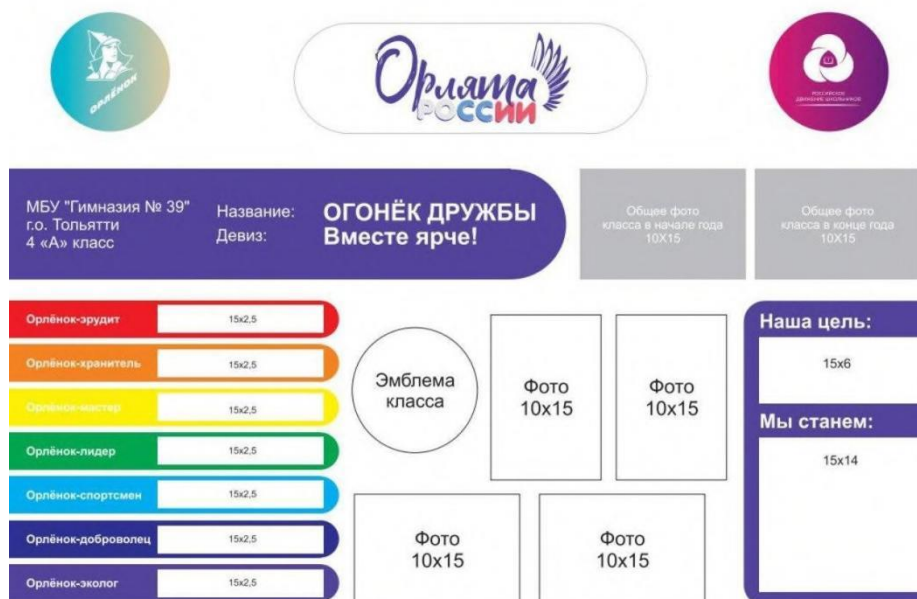 ОРЛЁНОК
Орлята
РОССИИ
РОССИЙСКОЕ
ДВИЖЕНИЕ ШКОЛЬНИКОВ
МБУ "Гимназия № 39"
г.о. Тольятти
4 «А» класс
Название:
Девиз:
ОГОНЁК ДРУЖБЫ
Вместе ярче!
Общее фото
класса в начале года
10Х15
Общее фото
класса в конце года
10Х15
Орлёнок-эрудит
15х2,5
Орлёнок-хранитель
15х2,5
Орлёнок-мастер
15х2,5
Орлёнок-лидер
15х2,5
Орлёнок-спортсмен
15х2,5
Орлёнок-доброволец
15х2,5
Орлёнок-эколог
15х2,5
Эмблема
класса
Фото
10х15
Фото
10х15
Фото
10х15
Фото
10х15
Наша цель:
15х6
Мы станем:
15х14